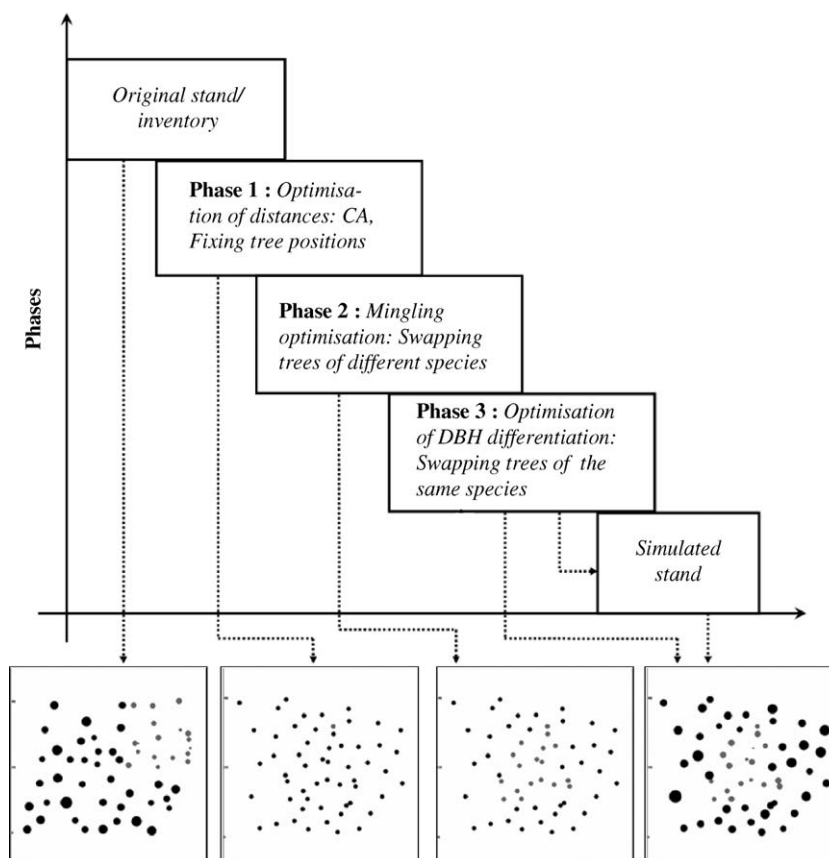 Original stand/
inventory
Phase 1 : Optimisa-
tion of distances: CA,
Fixing tree positions
Phase 2 : Mingling
optimisation: Swapping
trees of different species
Phase 3 : Optimisation
of DBH differentiation:
Swapping trees of the
same species
Simulated
stand
Phases